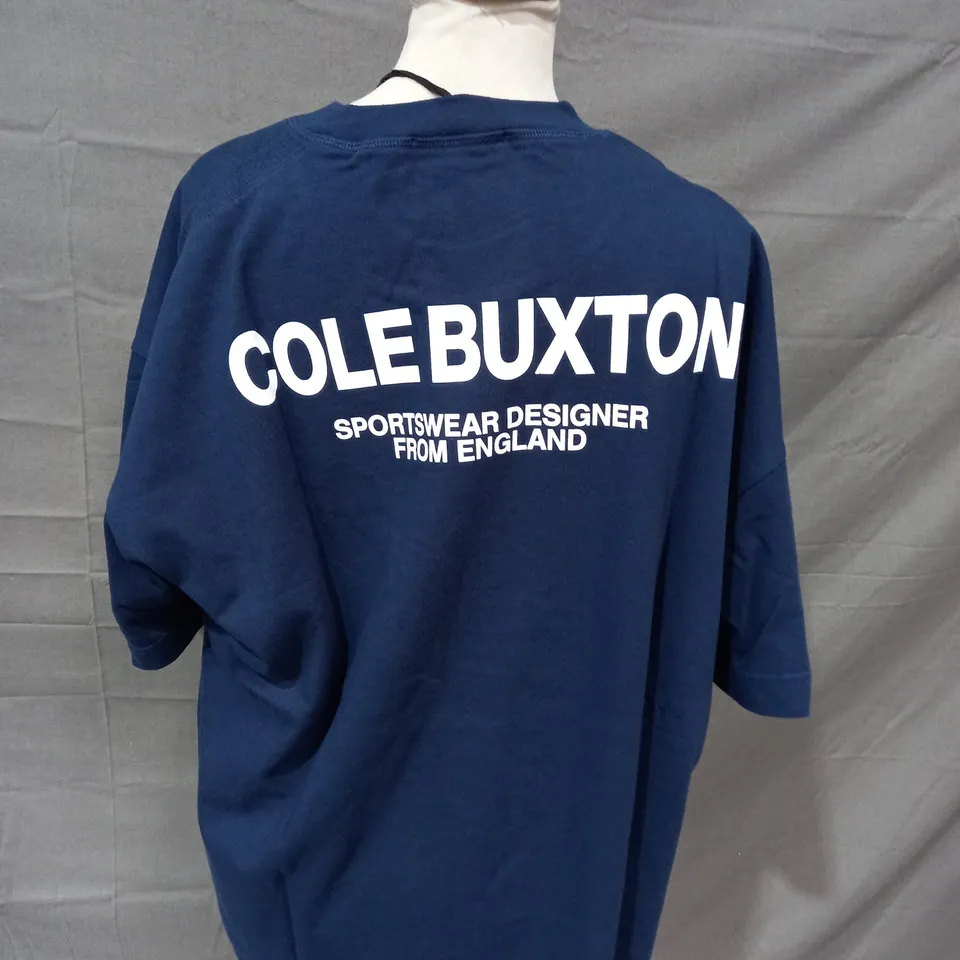 COLE BUXTON
SPORTSWEAR DESIGNER
FROM ENGLAND